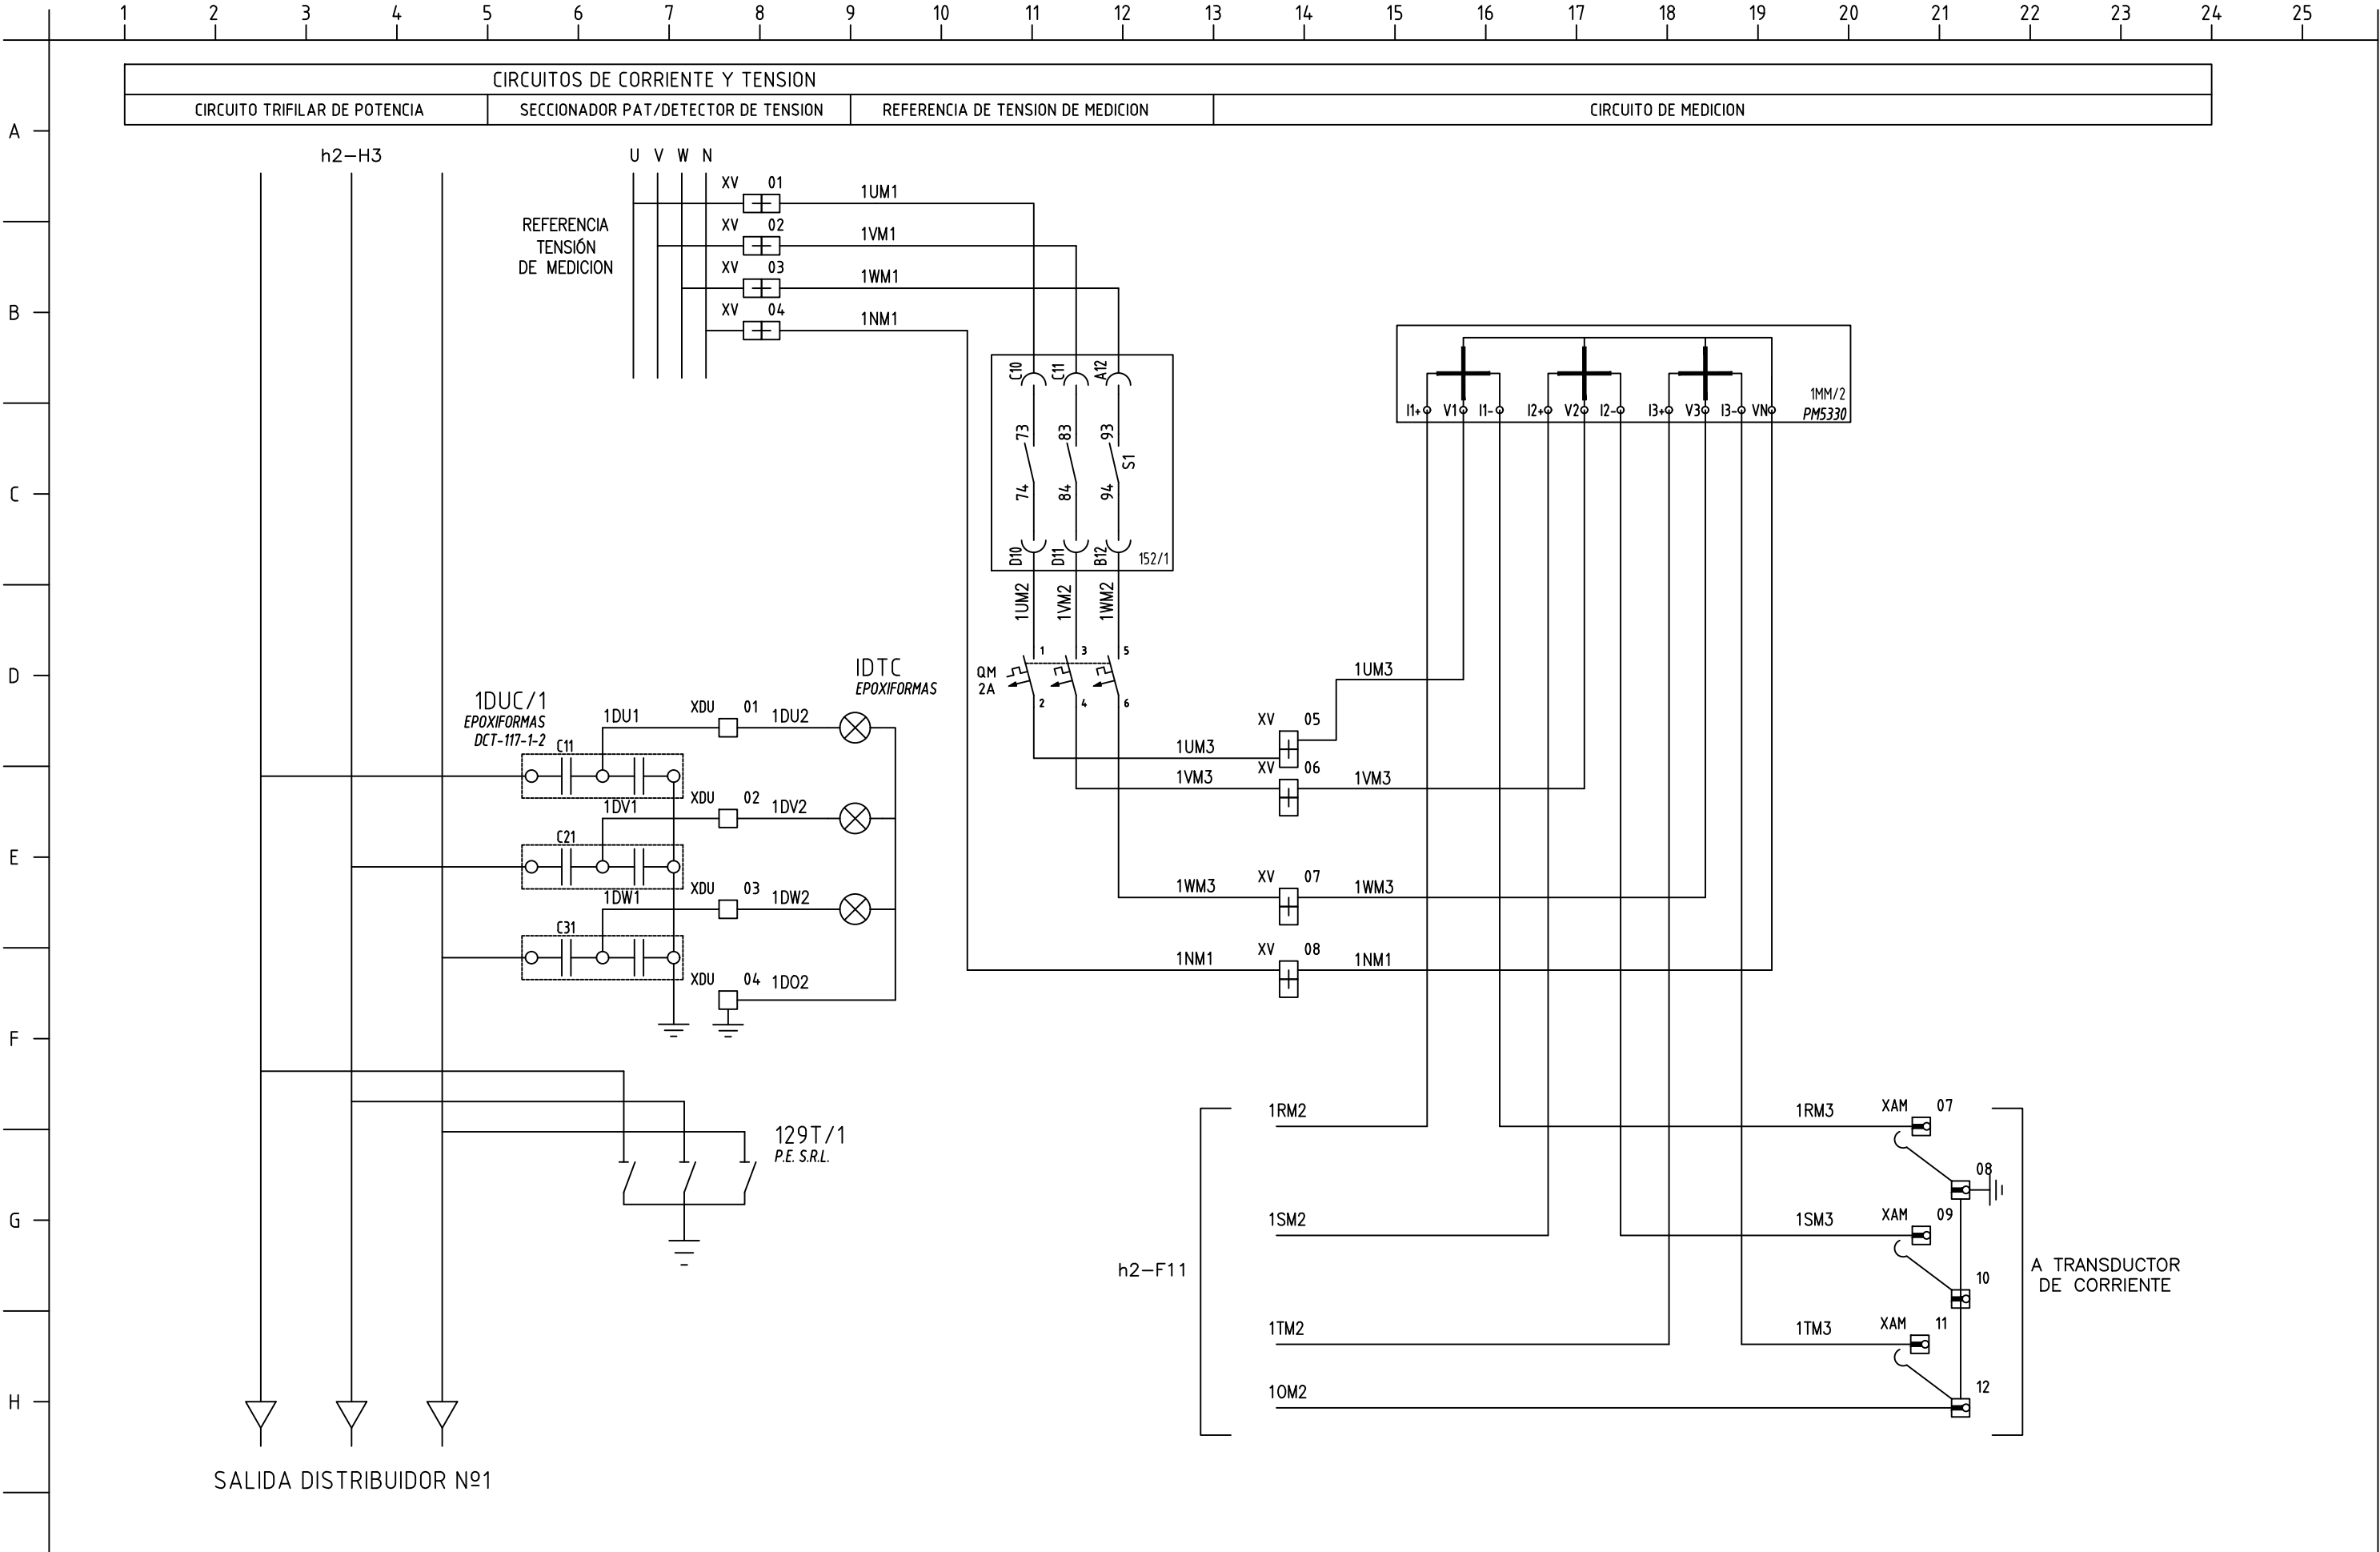 1 2 3 4 5 6 7 8 9 10 11 12 13 14 15 16 17 18 19 20 21 22 23 24 25
CIRCUITOS DE CORRIENTE Y TENSION
CIRCUITO TRIFILAR DE POTENCIA SECCIONADOR PAT/DETECTOR DE TENSION REFERENCIA DE TENSION DE MEDICION CIRCUITO DE MEDICION
A
B
C
D
E
F
G
H
h2-H3
U V W N
REFERENCIA
TENSIÓN
DE MEDICION
XV 01 1UM1
XV 02 1VM1
XV 03 1WM1
XV 04 1NM1
C10 C11 A12
73 83 93
S1
74 84 94
D10 D11 B12
152/1
1UM2 1VM2 1WM2
1 3 5
QM
2A
2 4 6
1MM/2
PM5330
I1+ V1 I1- I2+ V2 I2- I3+ V3 I3- VN
1UM3
XV 05
1UM3
XV 06
1VM3 1VM3
XV 07
1WM3 1WM3
XV 08
1NM1 1NM1
IDTC
EPOXIFORMAS
1DUC/1
EPOXIFORMAS
DCT-117-1-2
C11
1DU1 XDU 01 1DU2
C21
1DV1 XDU 02 1DV2
C31
1DW1 XDU 03 1DW2
XDU 04 1DO2
129T/1
P.E. S.R.L.
h2-F11
1RM2 1RM3 XAM 07
08
1SM2 1SM3 XAM 09
10
1TM2 1TM3 XAM 11
10M2 12
A TRANSDUCTOR
DE CORRIENTE
SALIDA DISTRIBUIDOR Nº1